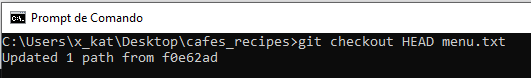 Prompt de Comando
C:\Users\x_kat\Desktop\cafes_recipes>git checkout HEAD menu.txt
Updated 1 path from f0e62ad